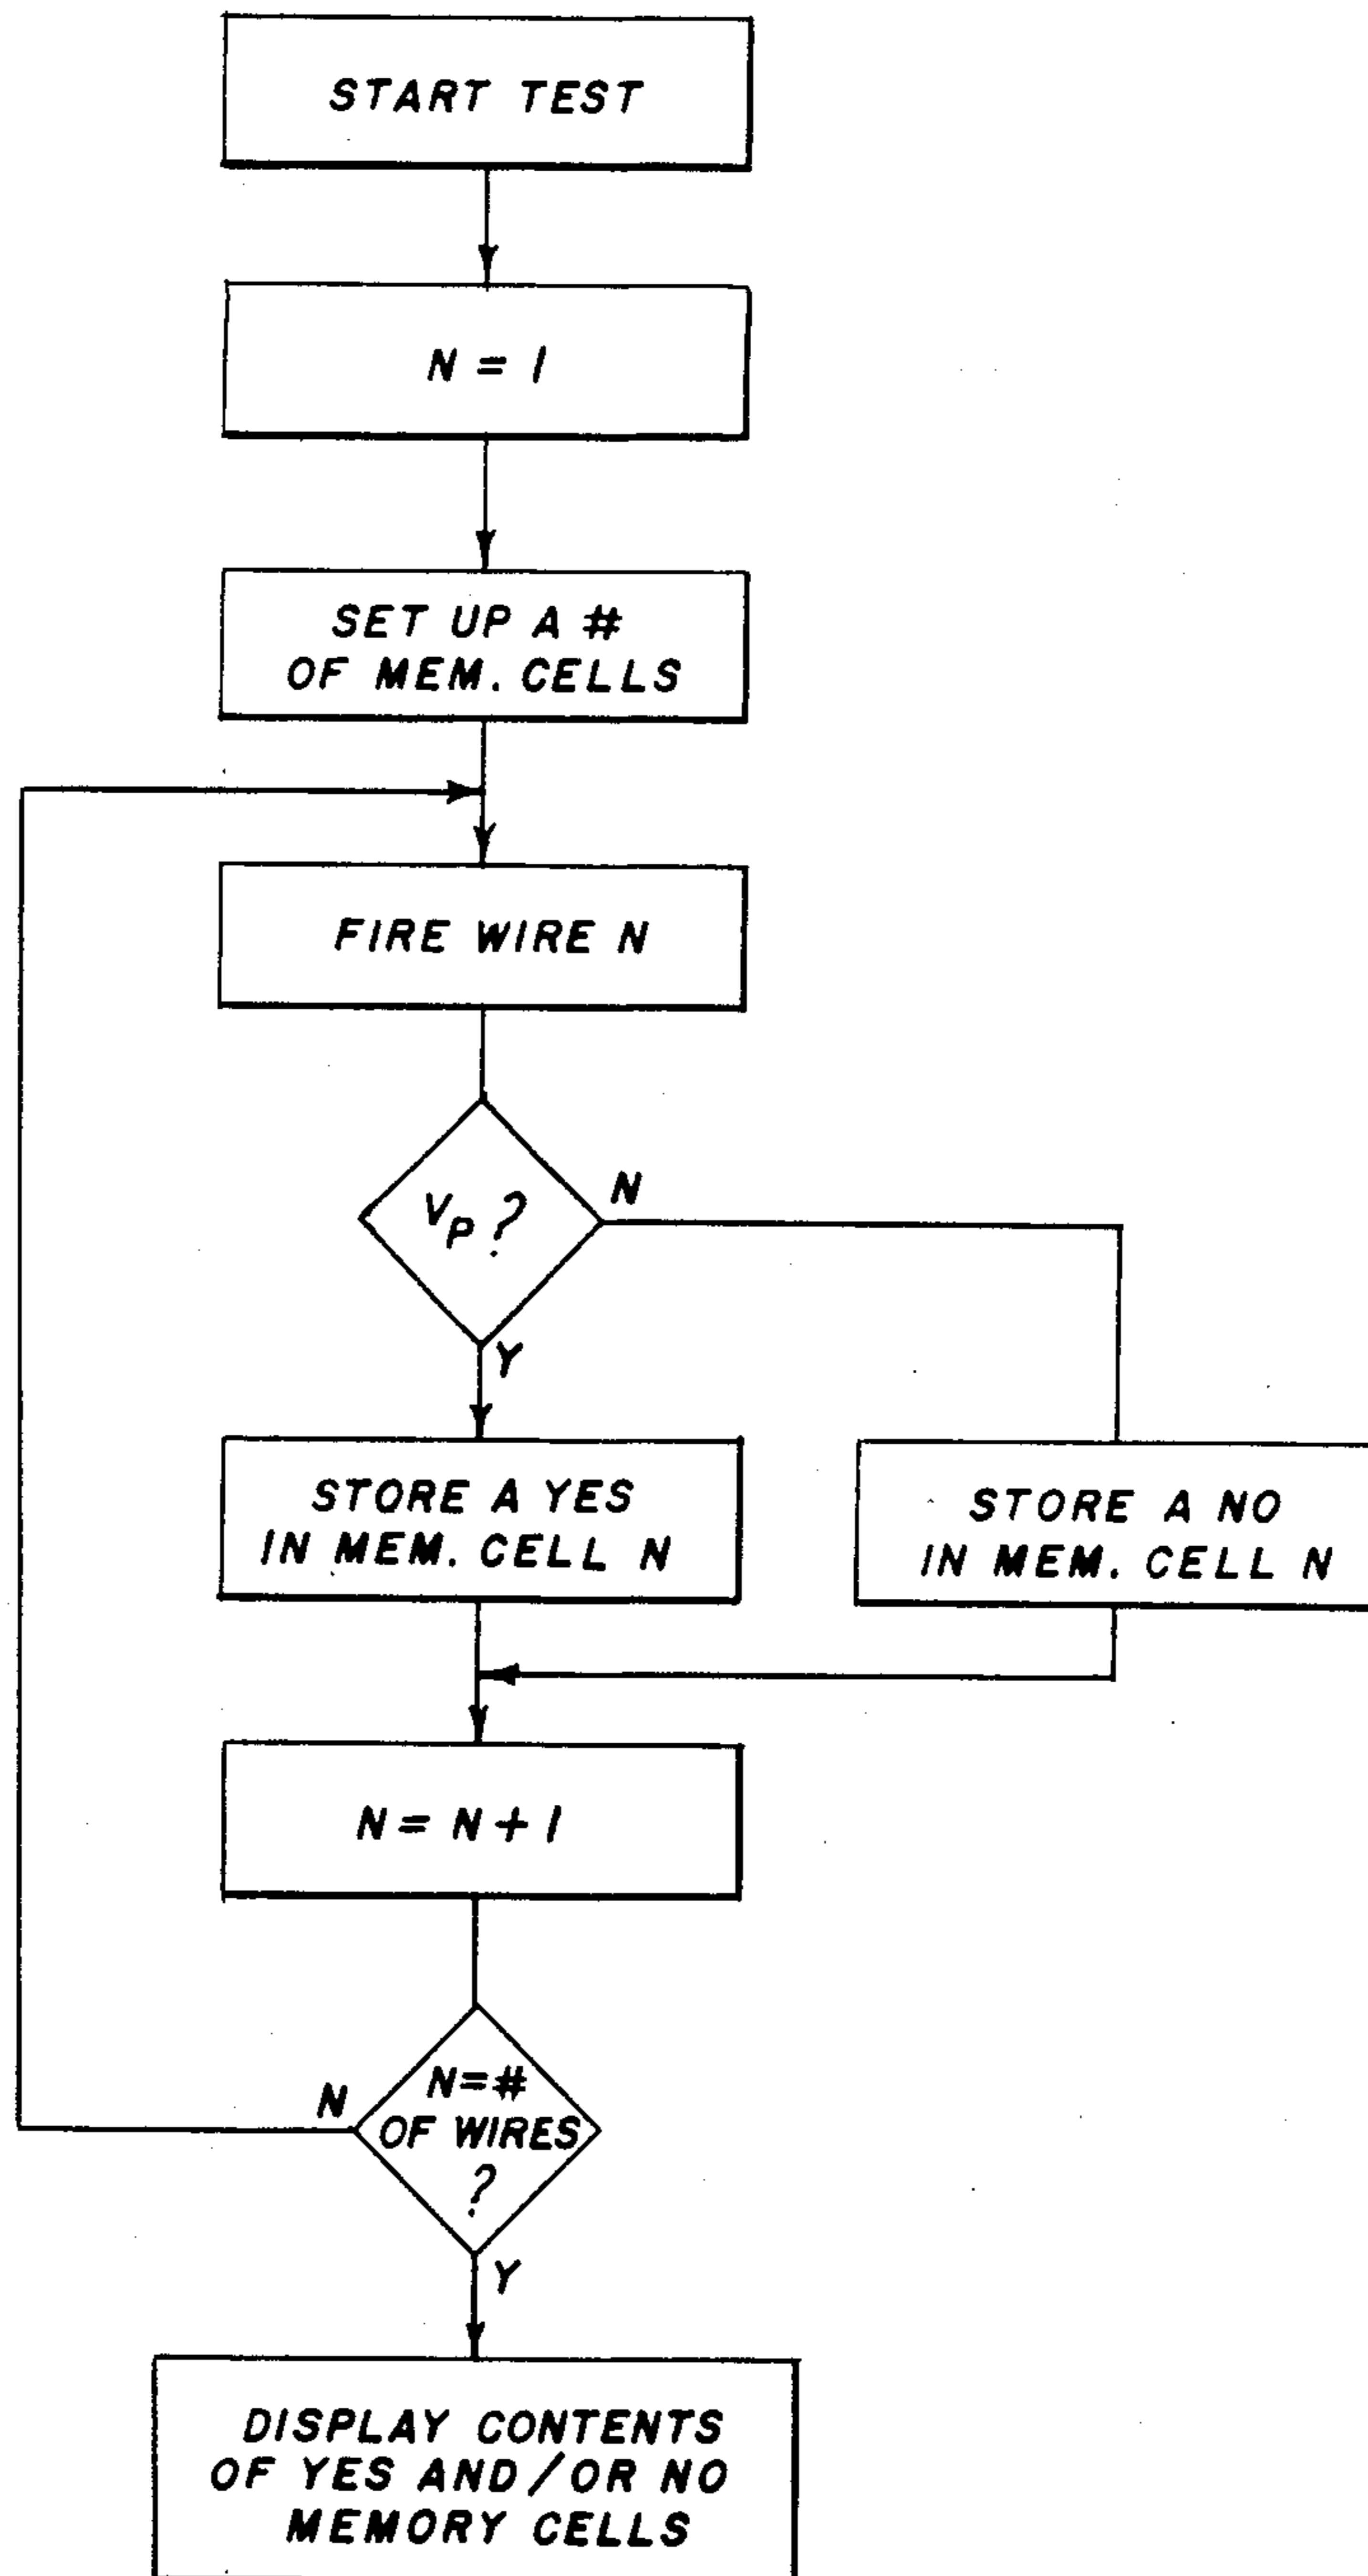 START TEST
N = 1
SET UP A #
OF MEM. CELLS
FIRE WIRE N
VP?
N
Y
STORE A YES
IN MEM. CELL N
STORE A NO
IN MEM. CELL N
N = N + 1
N=#
OF WIRES
?
N
Y
DISPLAY CONTENTS
OF YES AND/OR NO
MEMORY CELLS